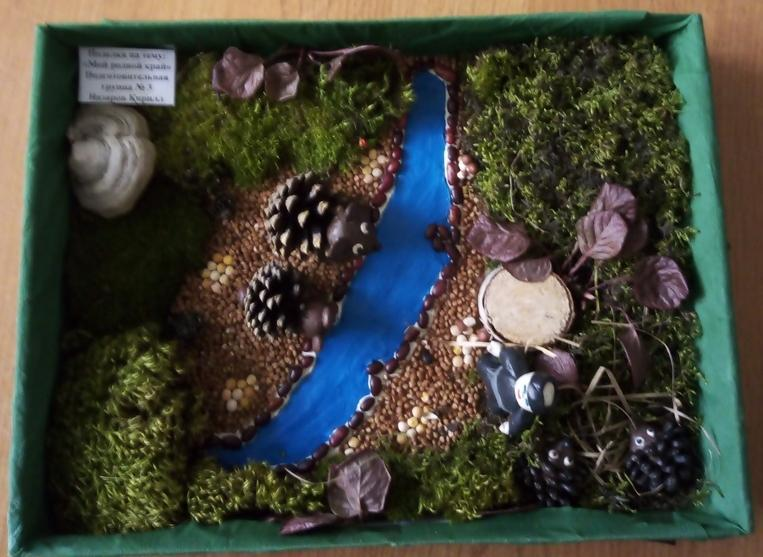 Поделка на тему:
«Мой родной край»
Подготовительная
группа № 3
Назаров Кирилл